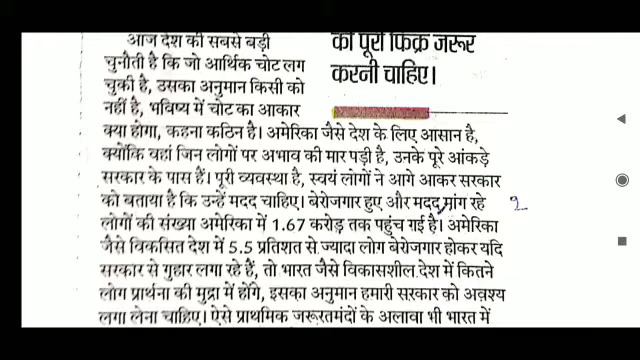 आज देश की सबसे बड़ी
चुनौती है कि जो आर्थिक चोट लग
चुकी है, उसका अनुमान किसी को
नहीं है, भविष्य में चोट का आकार
क्या होगा, कहना कठिन है। अमेरिका जैसे देश के लिए आसान है,
क्योंकि वहां जिन लोगों पर अभाव की मार पड़ी है, उनके पूरे आंकड़े
सरकार के पास हैं। पूरी व्यवस्था है, स्वयं लोगों ने आगे आकर सरकार
को बताया है कि उन्हें मदद चाहिए। बेरोजगार हुए और मदद मांग रहे
लोगों की संख्या अमेरिका में 1.67 करोड़ तक पहुंच गई है। अमेरिका
जैसे विकसित देश में 5.5 प्रतिशत से ज्यादा लोग बेरोजगार होकर यदि
सरकार से गुहार लगा रहे हैं, तो भारत जैसे विकासशील देश में कितने
लोग प्रार्थना की मुद्रा में होंगे, इसका अनुमान हमारी सरकार को अवश्य
लगा लेना चाहिए। ऐसे प्राथमिक जरूरतमंदों के अलावा भी भारत में
की पूरी फिक्र जरूर
करनी चाहिए।
2